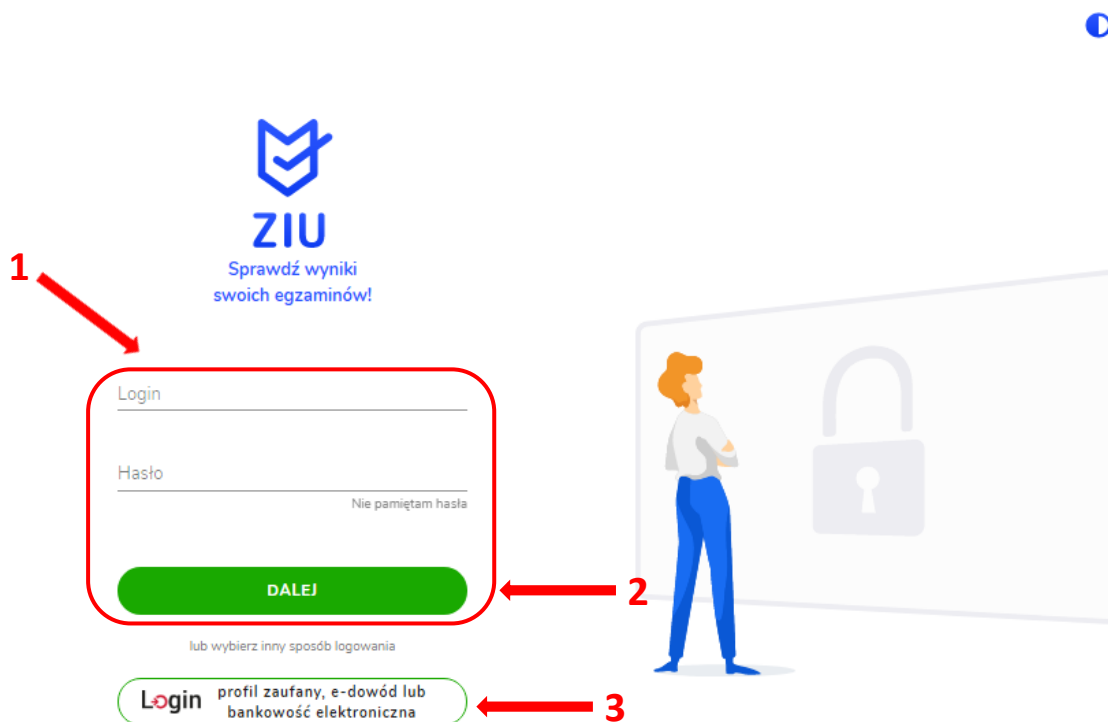 ZIU
Sprawdź wyniki
swoich egzaminów!
1
Login
Hasło
Nie pamiętam hasła
DALEJ
2
lub wybierz inny sposób logowania
Login profil zaufany, e-dowód lub
bankowość elektroniczna
3